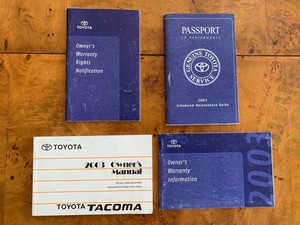 TOYOTA
Owner's
Warranty
Rights
Notification
PASSPORT
TO PERFORMANCE
GENUINE TOYOTA
SERVICE
2003
Scheduled Maintenance Guide
TOYOTA
2003 Owner's
Manual
TOYOTA TACOMA
TOYOTA
Owner's
Warranty
Information
2003